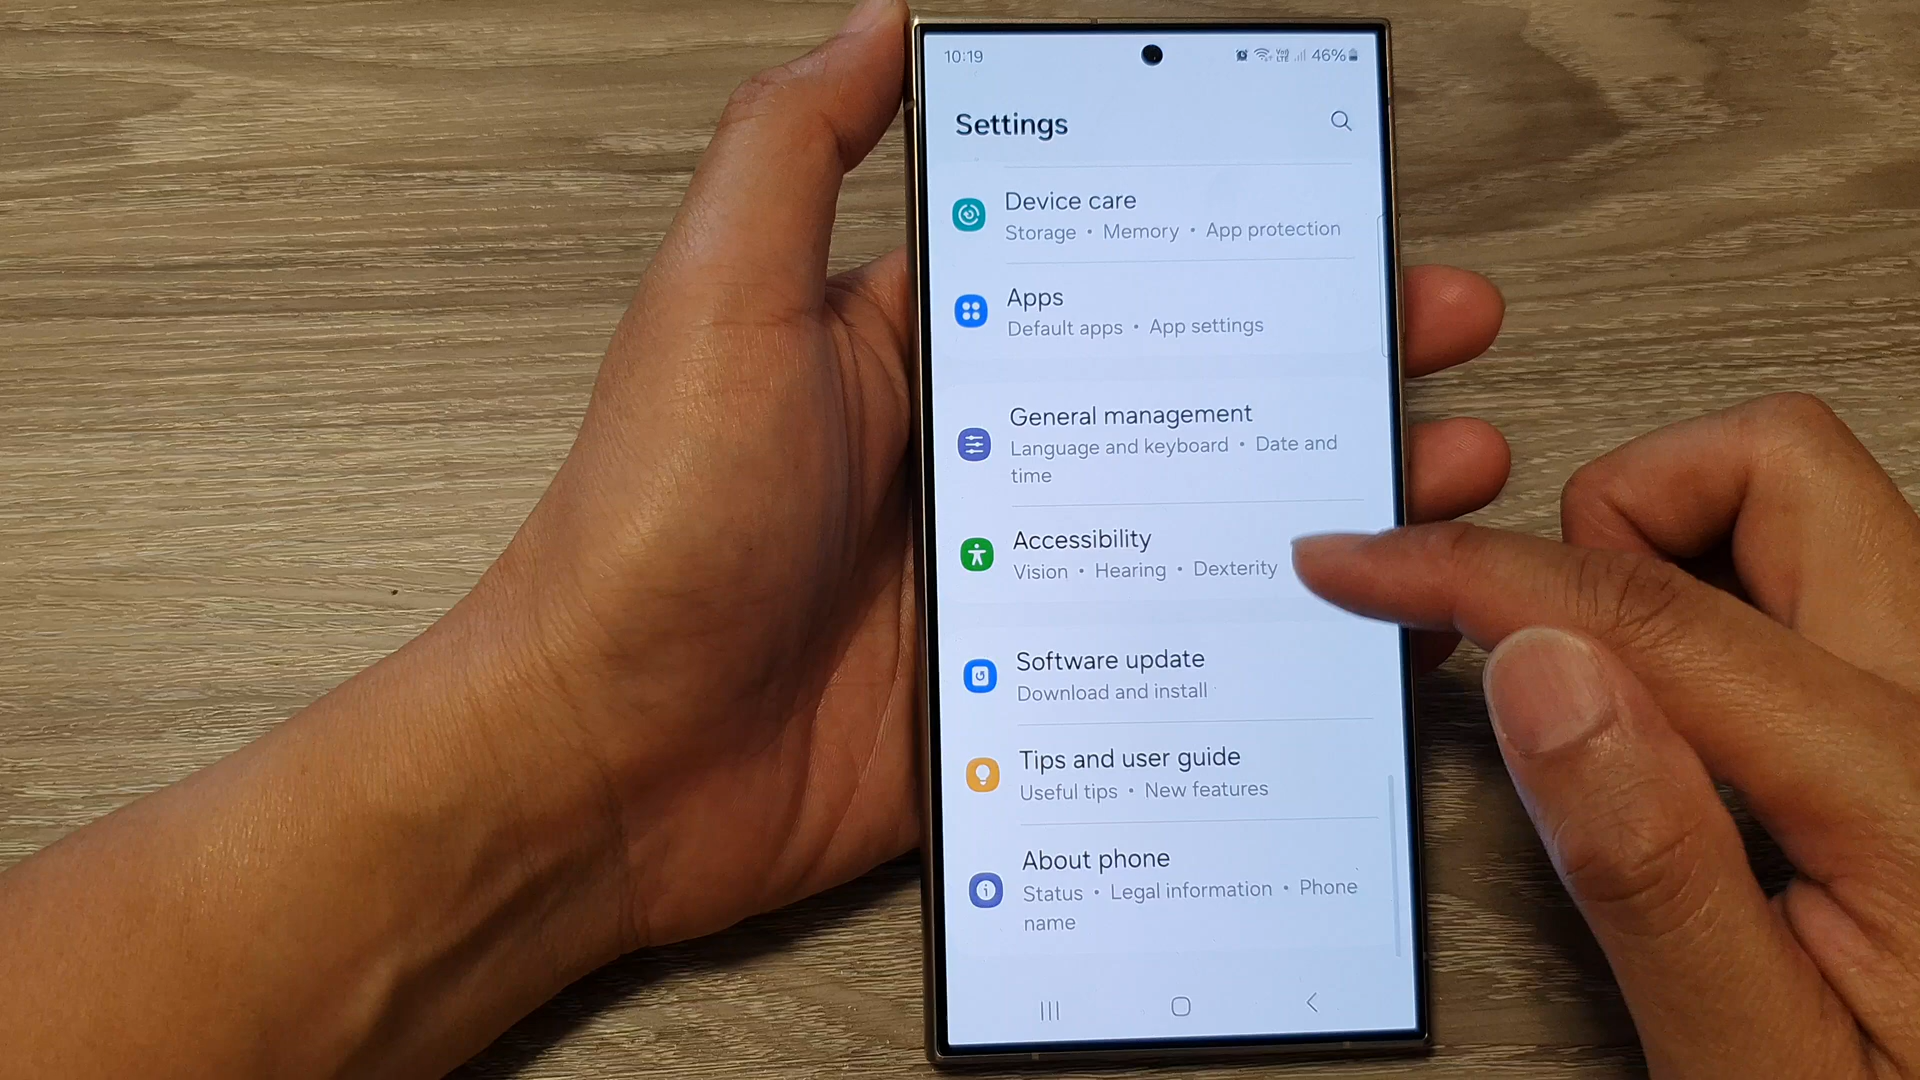 10:19
46%
Settings
Device care
Storage • Memory • App protection
Apps
Default apps • App settings
General management
Language and keyboard • Date and
time
Accessibility
Vision • Hearing • Dexterity
Software update
Download and install
Tips and user guide
Useful tips • New features
About phone
Status • Legal information • Phone
name